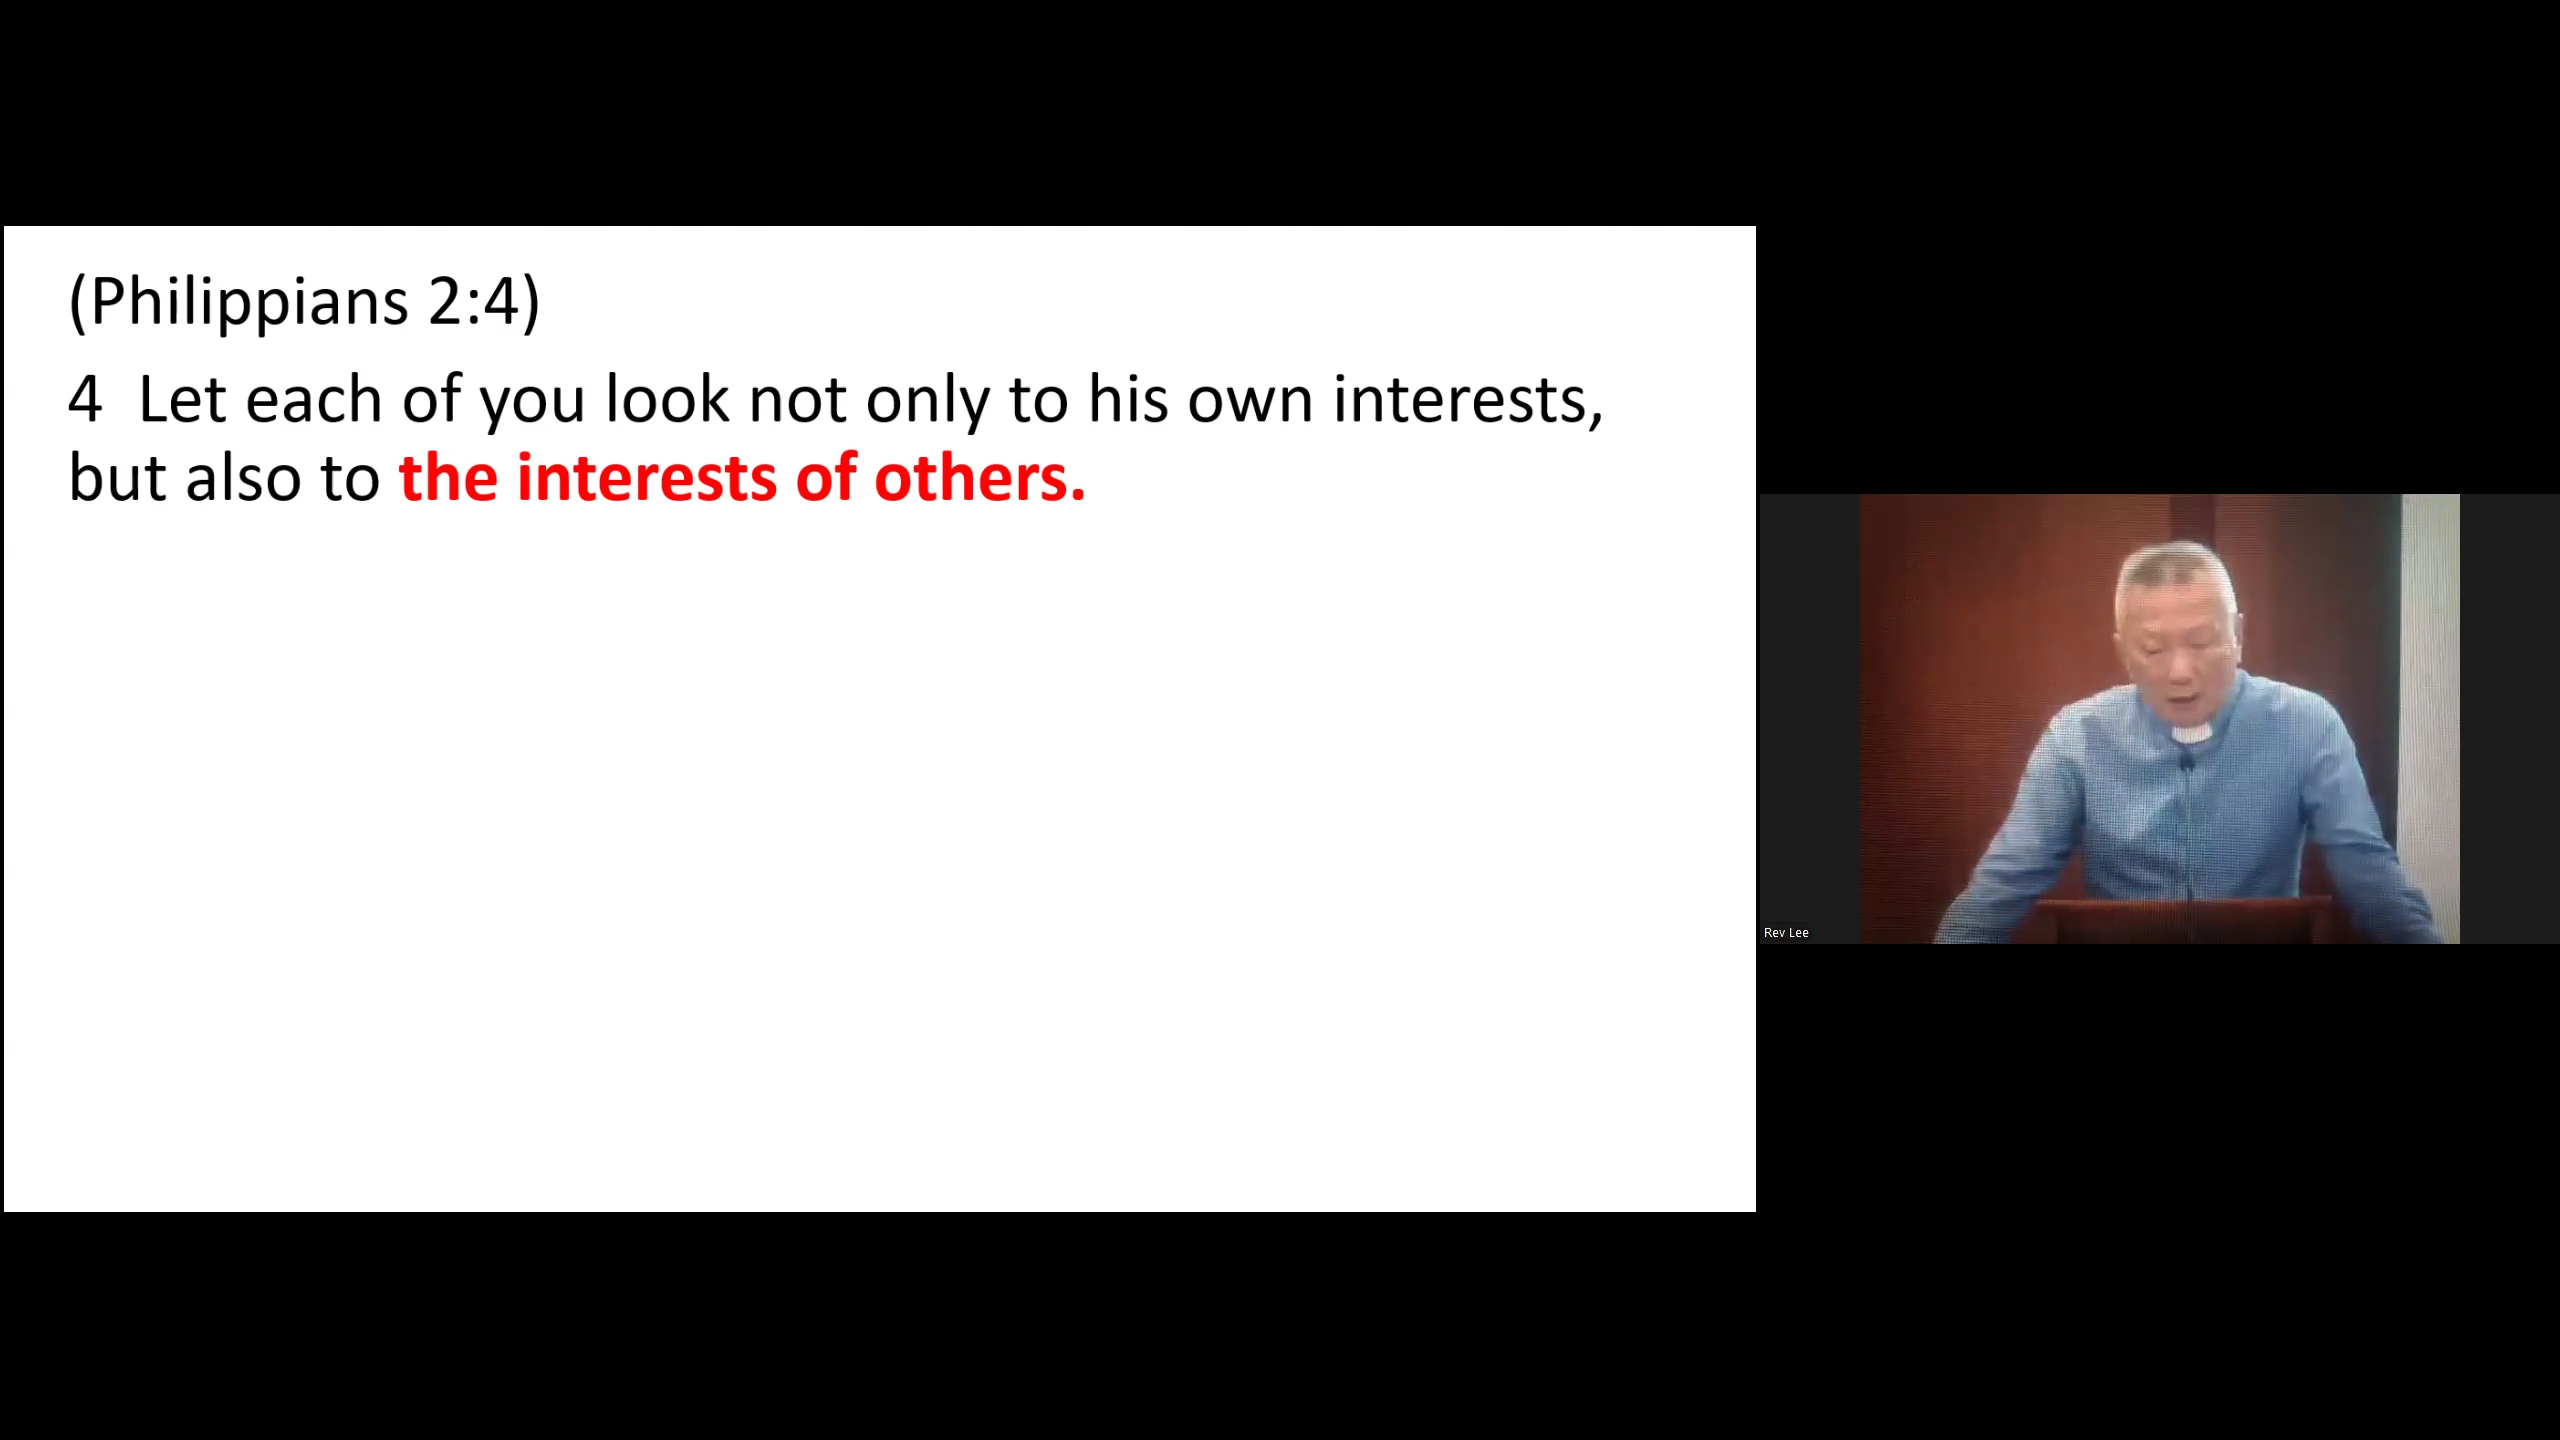 (Philippians 2:4)
4 Let each of you look not only to his own interests,
but also to the interests of others.
Rev Lee